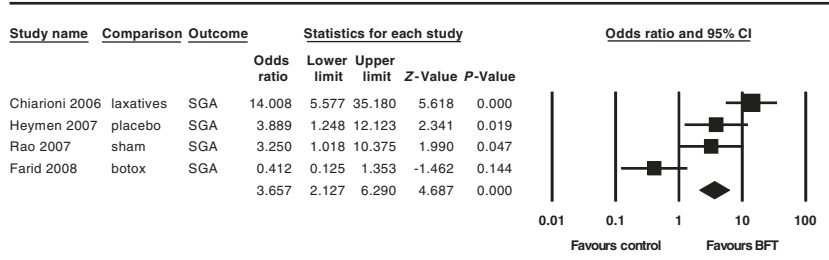 Study name Comparison Outcome Statistics for each study Odds ratio and 95% CI
Odds ratio Lower limit Upper limit Z-Value P-Value
Chiarioni 2006 laxatives SGA 14.008 5.577 35.180 5.618 0.000
Heymen 2007 placebo SGA 3.889 1.248 12.123 2.341 0.019
Rao 2007 sham SGA 3.250 1.018 10.375 1.990 0.047
Farid 2008 botox SGA 0.412 0.125 1.353 -1.462 0.144
3.657 2.127 6.290 4.687 0.000
0.01 0.1 1 10 100
Favours control Favours BFT